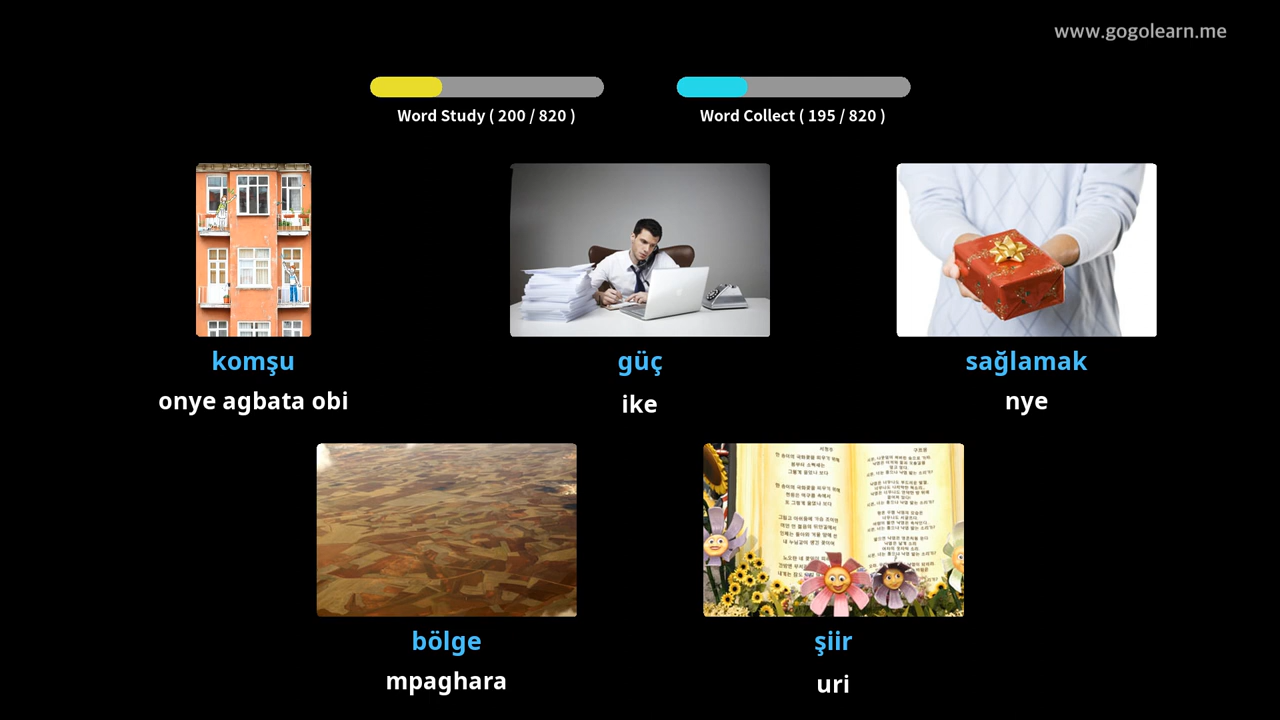 www.gogolearn.me
Word Study ( 200 / 820 )
Word Collect ( 195 / 820 )
komşu
onye agbata obi
güç
ike
sağlamak
nye
bölge
mpaghara
şiir
uri